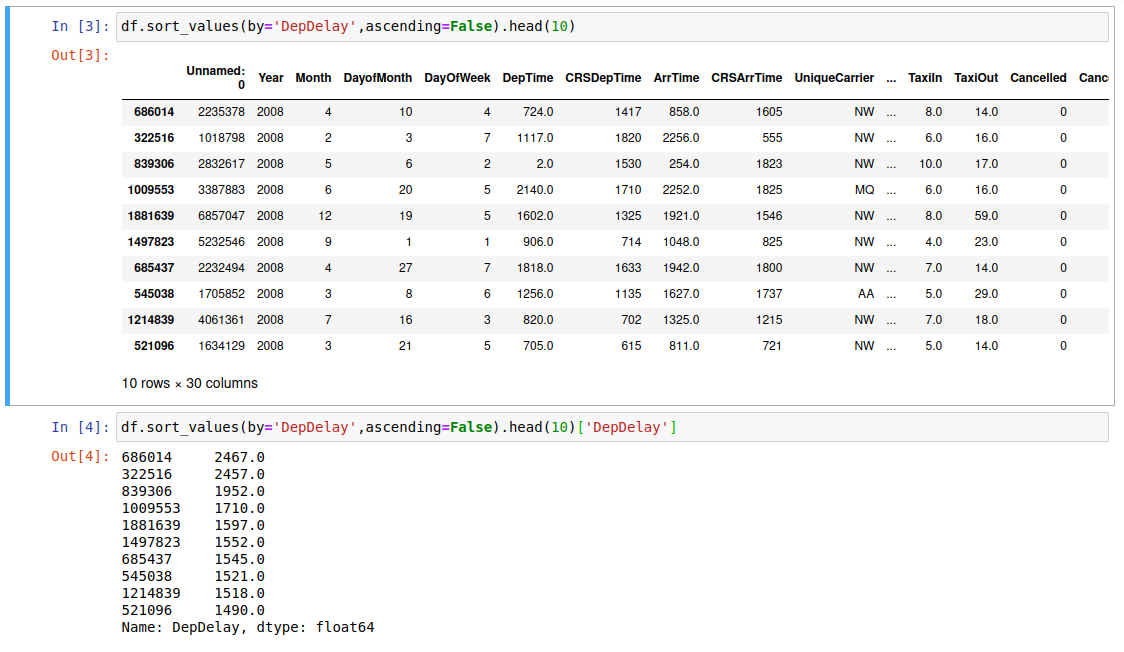 In [3]: df.sort_values(by='DepDelay',ascending=False).head(10)
Out[3]:
Unnamed: 0 Year Month DayofMonth DayOfWeek DepTime CRSDepTime ArrTime CRSArrTime UniqueCarrier ... TaxiIn TaxiOut Cancelled Canc
686014 2235378 2008 4 10 4 724.0 1417 858.0 1605 NW ... 8.0 14.0 0
322516 1018798 2008 2 3 7 1117.0 1820 2256.0 555 NW ... 6.0 16.0 0
839306 2832617 2008 5 6 2 2.0 1530 254.0 1823 NW ... 10.0 17.0 0
1009553 3387883 2008 6 20 5 2140.0 1710 2252.0 1825 MQ ... 6.0 16.0 0
1881639 6857047 2008 12 19 5 1602.0 1325 1921.0 1546 NW ... 8.0 59.0 0
1497823 5232546 2008 9 1 1 906.0 714 1048.0 825 NW ... 4.0 23.0 0
685437 2232494 2008 4 27 7 1818.0 1633 1942.0 1800 NW ... 7.0 14.0 0
545038 1705852 2008 3 8 6 1256.0 1135 1627.0 1737 AA ... 5.0 29.0 0
1214839 4061361 2008 7 16 3 820.0 702 1325.0 1215 NW ... 7.0 18.0 0
521096 1634129 2008 3 21 5 705.0 615 811.0 721 NW ... 5.0 14.0 0
10 rows × 30 columns
In [4]: df.sort_values(by='DepDelay',ascending=False).head(10)['DepDelay']
Out[4]: 686014 2467.0
322516 2457.0
839306 1952.0
1009553 1710.0
1881639 1597.0
1497823 1552.0
685437 1545.0
545038 1521.0
1214839 1518.0
521096 1490.0
Name: DepDelay, dtype: float64